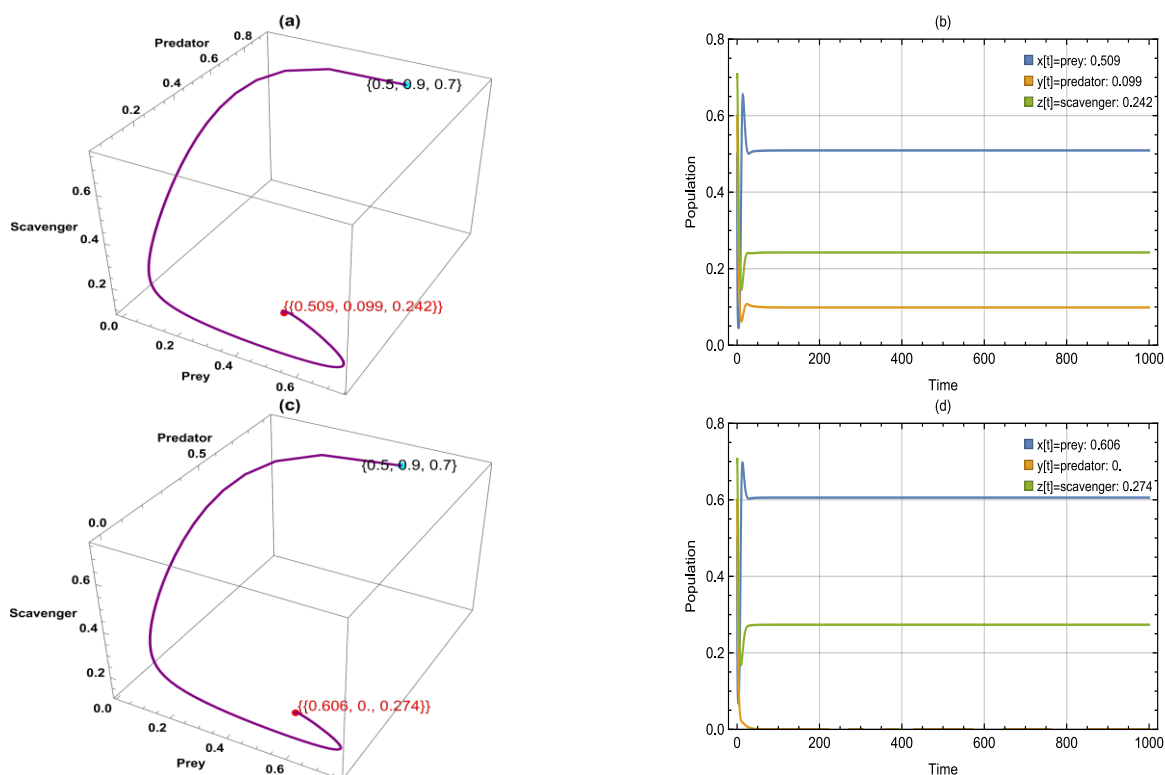 (a)
Predator
0.8
0.6
0.4
0.2
{0.5, 0.9, 0.7}
0.6
Scavenger
0.4
0.2
{{0.509, 0.099, 0.242}}
0.0
0.2
0.4
Prey
0.6
(b)
0.8
x[t]=prey: 0.509
y[t]=predator: 0.099
z[t]=scavenger: 0.242
0.6
Population
0.4
0.2
0.0
0 200 400 600 800 1000
Time
(c)
Predator
0.5
0.0
{0.5, 0.9, 0.7}
0.6
Scavenger
0.4
0.2
{{0.606, 0., 0.274}}
0.0
0.2
0.4
Prey
0.6
(d)
0.8
x[t]=prey: 0.606
y[t]=predator: 0.
z[t]=scavenger: 0.274
0.6
Population
0.4
0.2
0.0
0 200 400 600 800 1000
Time